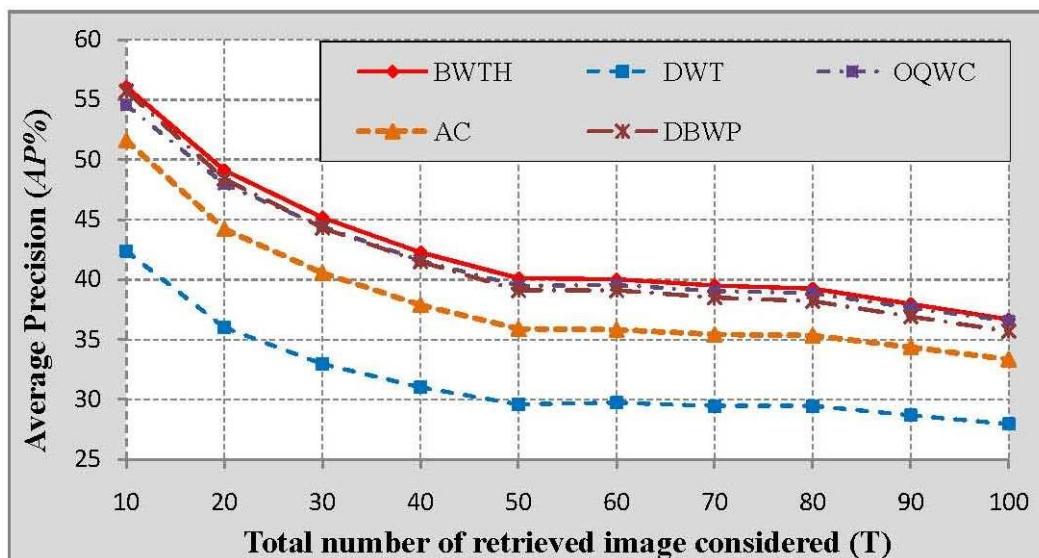 60
55
50
45
40
35
30
25
Average Precision (AP%)
BWTH DWT OQWC
AC DBWP
10 20 30 40 50 60 70 80 90 100
Total number of retrieved image considered (T)